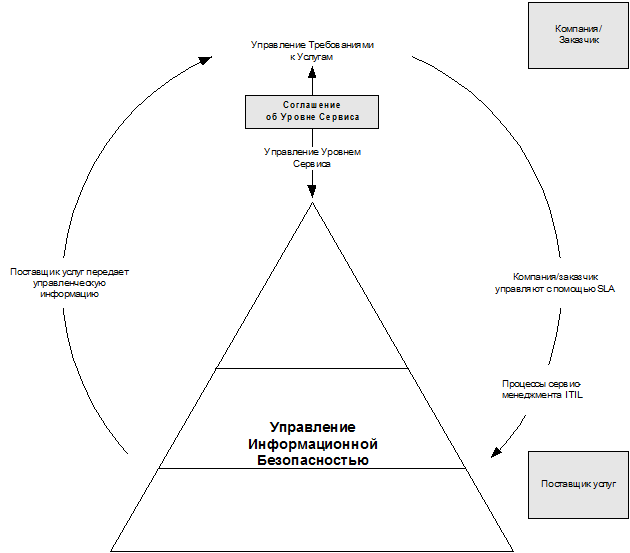 Компания/
Заказчик
Управление Требованиями
к Услугам
Соглашение
об Уровне Сервиса
Управление Уровнем
Сервиса
Поставщик услуг передает
управленческую
информацию
Компания/заказчик
управляют с помощью SLA
Процессы сервис-
менеджмента ITIL
Управление
Информационной
Безопасностью
Поставщик услуг